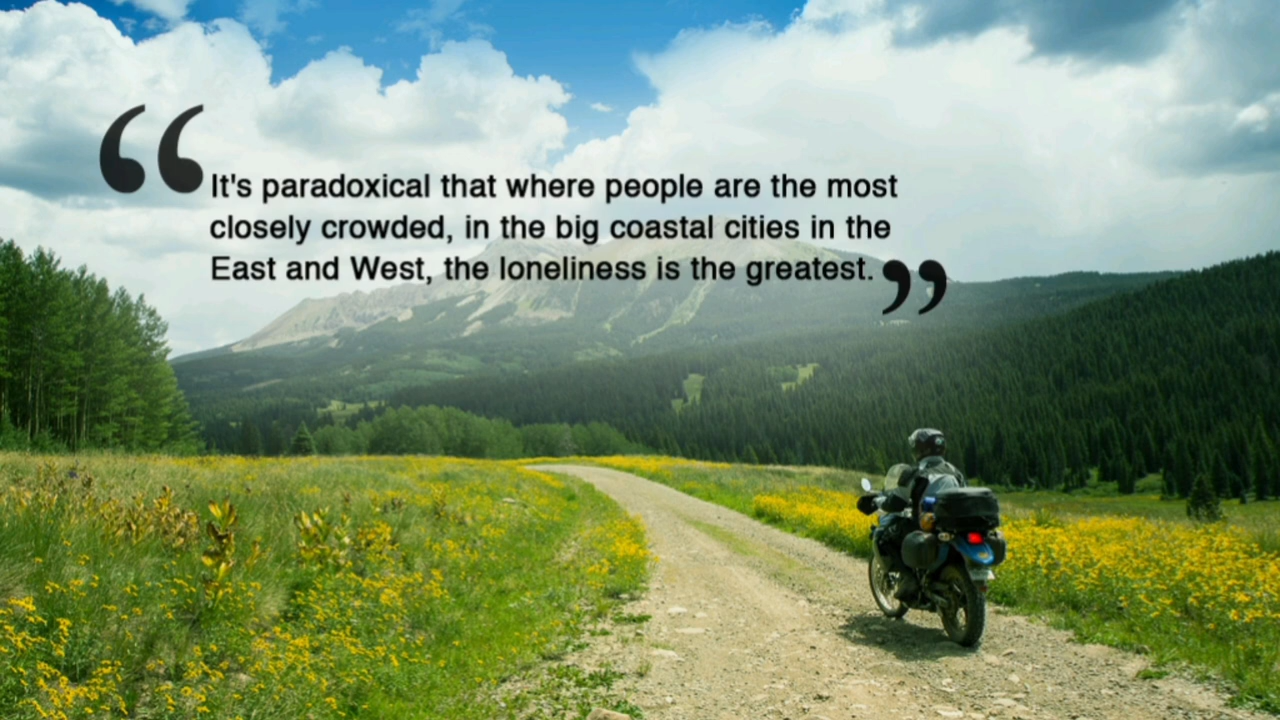 “It's paradoxical that where people are the most
closely crowded, in the big coastal cities in the
East and West, the loneliness is the greatest.”